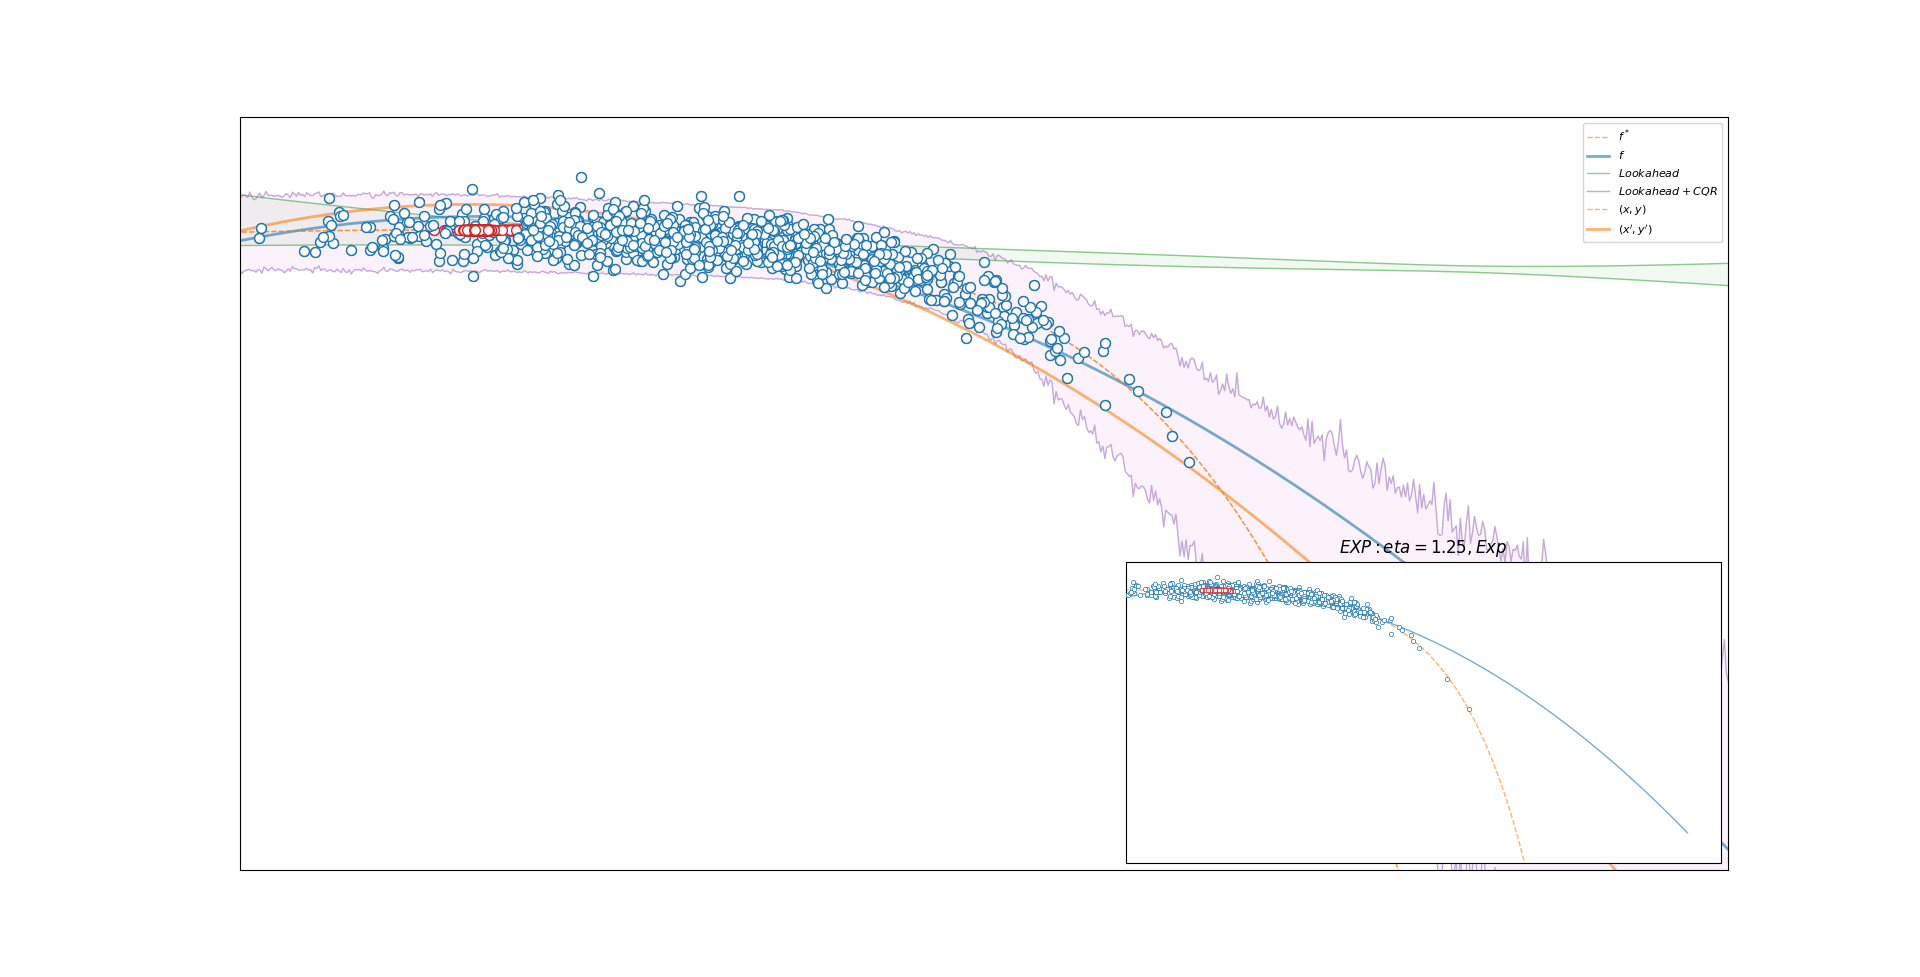 f*
f
Lookahead
Lookahead + CQR
(x, y)
(x', y')
EXP : eta = 1.25, Exp